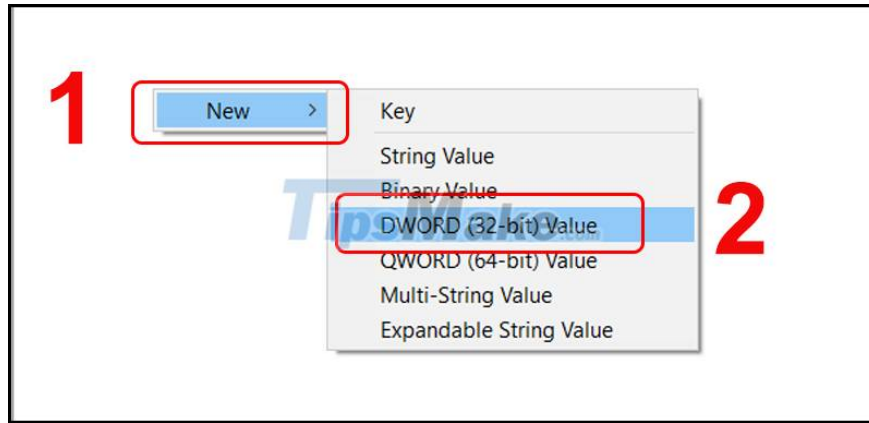 1
New >
Key
String Value
Binary Value
TipsMake.com
DWORD (32-bit) Value
2
QWORD (64-bit) Value
Multi-String Value
Expandable String Value